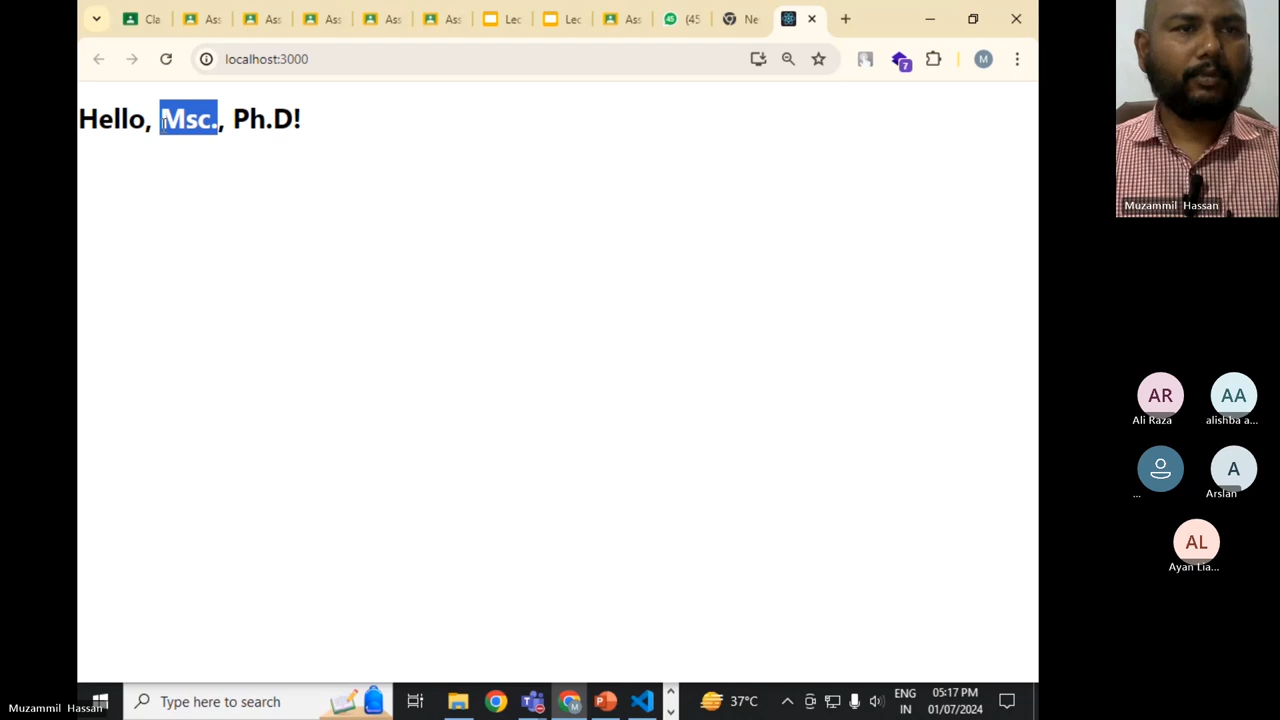 Cla
Ass
Ass
Ass
Ass
Ass
Lec
Lec
Ass
45
(45
Ne
localhost:3000
7
M
Hello, Msc., Ph.D!
Muzammil Hassan
AR
Ali Raza
AA
alishba a...
...
A
Arslan
AL
Ayan Lia...
Type here to search
M
37°C
ENG
IN
05:17 PM
01/07/2024
Muzammil Hassan